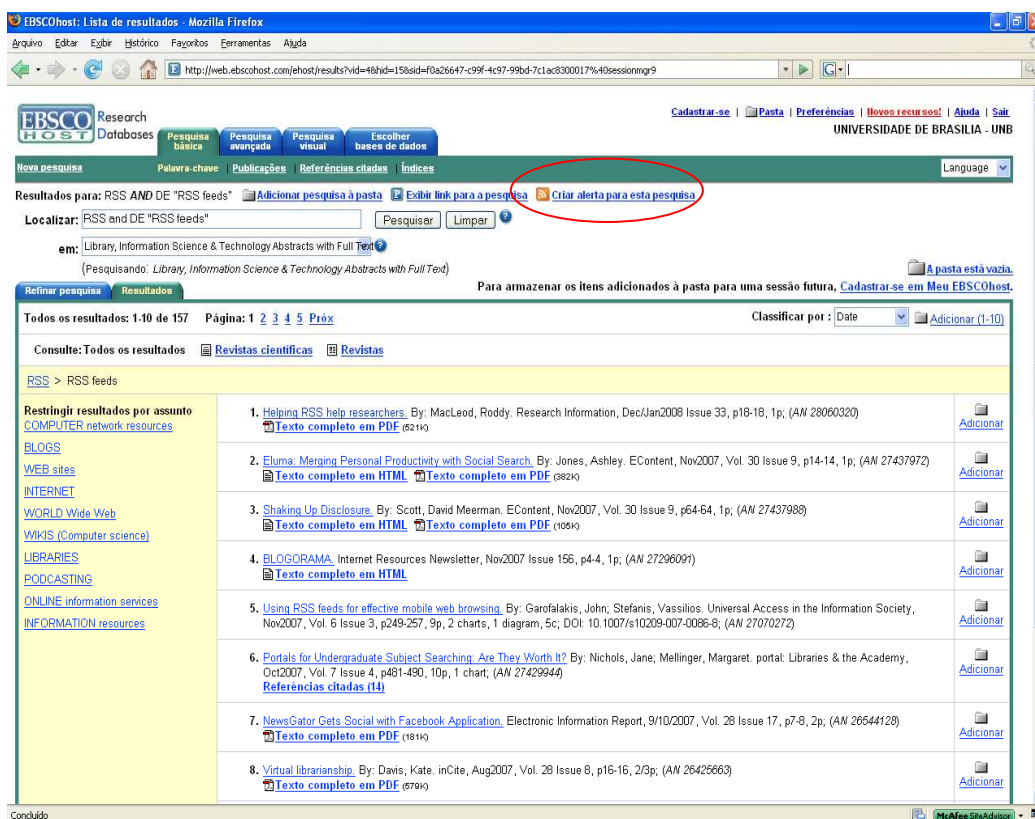 EBSCOhost: Lista de resultados - Mozilla Firefox
Arquivo Editar Exibir Histórico Favoritos Ferramentas Ajuda
http://web.ebscohost.com/ehost/results?vid=4&hid=15&sid=f0a26647-c99f-4c97-99bd-7c1ac8300017%40sessionmgr9
Cadastrar-se | Pasta | Preferências | Novos recursos! | Ajuda | Sair
UNIVERSIDADE DE BRASILIA - UNB
EBSCO HOST Research Databases
Pesquisa básica Pesquisa avançada Pesquisa visual Escolher bases de dados
Nova pesquisa Palavra-chave | Publicações | Referências citadas | Índices Language
Resultados para: RSS AND DE "RSS feeds" Adicionar pesquisa à pasta Exibir link para a pesquisa Criar alerta para esta pesquisa
Localizar: RSS and DE "RSS feeds" Pesquisar Limpar
em: Library, Information Science & Technology Abstracts with Full Text
(Pesquisando: Library, Information Science & Technology Abstracts with Full Text) A pasta está vazia.
Refinar pesquisa Resultados Para armazenar os itens adicionados à pasta para uma sessão futura, Cadastrar-se em Meu EBSCOhost.
Todos os resultados: 1-10 de 157 Página: 1 2 3 4 5 Próx Classificar por : Date Adicionar (1-10)
Consulte: Todos os resultados Revistas científicas Revistas
RSS > RSS feeds
Restringir resultados por assunto
COMPUTER network resources
BLOGS
WEB sites
INTERNET
WORLD Wide Web
WIKIS (Computer science)
LIBRARIES
PODCASTING
ONLINE information services
INFORMATION resources
1. Helping RSS help researchers. By: MacLeod, Roddy. Research Information, Dec/Jan2008 Issue 33, p18-18, 1p; (AN 28060320)
Texto completo em PDF (521K)
Adicionar
2. Eluma: Merging Personal Productivity with Social Search. By: Jones, Ashley. EContent, Nov2007, Vol. 30 Issue 9, p14-14, 1p; (AN 27437972)
Texto completo em HTML Texto completo em PDF (382K)
Adicionar
3. Shaking Up Disclosure. By: Scott, David Meerman. EContent, Nov2007, Vol. 30 Issue 9, p64-64, 1p; (AN 27437988)
Texto completo em HTML Texto completo em PDF (105K)
Adicionar
4. BLOGORAMA. Internet Resources Newsletter, Nov2007 Issue 156, p4-4, 1p; (AN 27296091)
Texto completo em HTML
Adicionar
5. Using RSS feeds for effective mobile web browsing. By: Garofalakis, John; Stefanis, Vassilios. Universal Access in the Information Society,
Nov2007, Vol. 6 Issue 3, p249-257, 9p, 2 charts, 1 diagram, 5c; DOI: 10.1007/s10209-007-0086-8; (AN 27070272)
Adicionar
6. Portals for Undergraduate Subject Searching: Are They Worth It? By: Nichols, Jane; Mellinger, Margaret. portal: Libraries & the Academy,
Oct2007, Vol. 7 Issue 4, p481-490, 10p, 1 chart; (AN 27429944)
Referências citadas (14)
Adicionar
7. NewsGator Gets Social with Facebook Application. Electronic Information Report, 9/10/2007, Vol. 28 Issue 17, p7-8, 2p; (AN 26544128)
Texto completo em PDF (181K)
Adicionar
8. Virtual librarianship. By: Davis, Kate. inCite, Aug2007, Vol. 28 Issue 8, p16-16, 2/3p; (AN 26425663)
Texto completo em PDF (579K)
Adicionar
Concluído McAfee SiteAdvisor